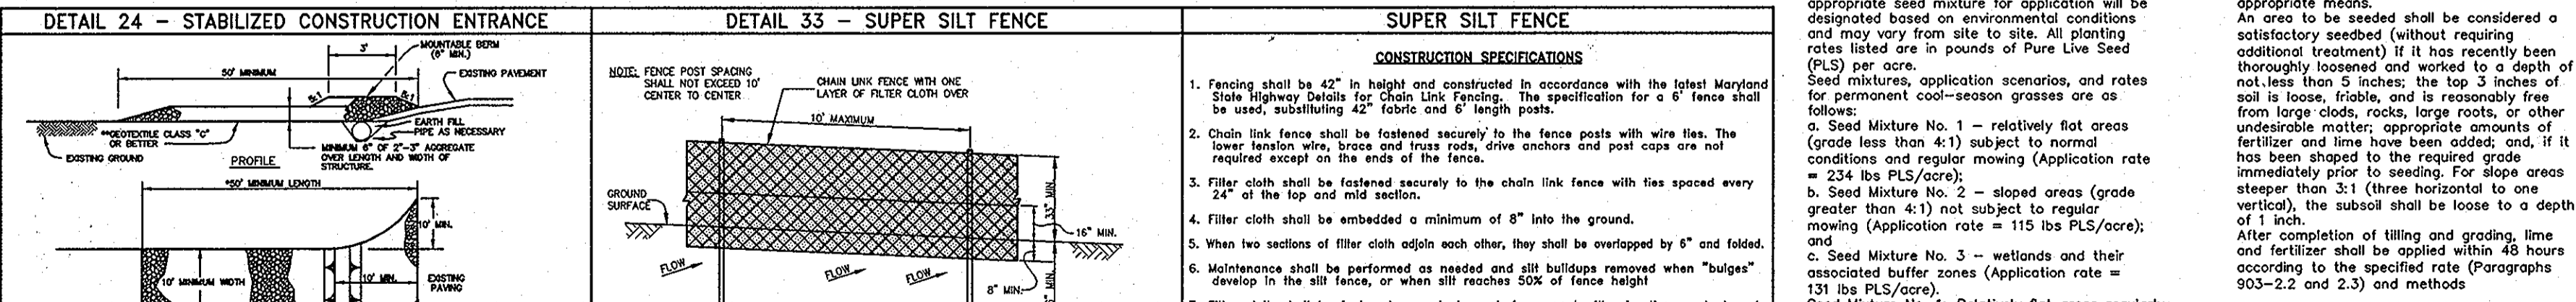 DETAIL 24 - STABILIZED CONSTRUCTION ENTRANCE
3'
MOUNTABLE BERM
(6" MIN.)
50' MINIMUM
EXISTING PAVEMENT
8:1
8:1
**GEOTEXTILE CLASS "C"
OR BETTER
EARTH FILL
PIPE AS NECESSARY
EXISTING GROUND
PROFILE
MINIMUM 6" OF 2"-3" AGGREGATE
OVER LENGTH AND WIDTH OF
STRUCTURE.
*50' MINIMUM LENGTH
10' MIN.
10' MINIMUM WIDTH
10' MIN.
EXISTING
PAVING
DETAIL 33 - SUPER SILT FENCE
NOTE: FENCE POST SPACING
SHALL NOT EXCEED 10'
CENTER TO CENTER
CHAIN LINK FENCE WITH ONE
LAYER OF FILTER CLOTH OVER
10' MAXIMUM
GROUND
SURFACE
33" MIN.
16" MIN.
FLOW
FLOW
FLOW
8" MIN.
SUPER SILT FENCE
CONSTRUCTION SPECIFICATIONS
1. Fencing shall be 42" in height and constructed in accordance with the latest Maryland
State Highway Details for Chain Link Fencing. The specification for a 6' fence shall
be used, substituting 42" fabric and 6' length posts.
2. Chain link fence shall be fastened securely to the fence posts with wire ties. The
lower tension wire, brace and truss rods, drive anchors and post caps are not
required except on the ends of the fence.
3. Filter cloth shall be fastened securely to the chain link fence with ties spaced every
24" at the top and mid section.
4. Filter cloth shall be embedded a minimum of 8" into the ground.
5. When two sections of filter cloth adjoin each other, they shall be overlapped by 6" and folded.
6. Maintenance shall be performed as needed and silt buildups removed when "bulges"
develop in the silt fence, or when silt reaches 50% of fence height
appropriate seed mixture for application will be
designated based on environmental conditions
and may vary from site to site. All planting
rates listed are in pounds of Pure Live Seed
(PLS) per acre.
Seed mixtures, application scenarios, and rates
for permanent cool-season grasses are as
follows:
a. Seed Mixture No. 1 - relatively flat areas
(grade less than 4:1) subject to normal
conditions and regular mowing (Application rate
= 234 lbs PLS/acre);
b. Seed Mixture No. 2 - sloped areas (grade
greater than 4:1) not subject to regular
mowing (Application rate = 115 lbs PLS/acre);
and
c. Seed Mixture No. 3 - wetlands and their
associated buffer zones (Application rate =
131 lbs PLS/acre).
appropriate means.
An area to be seeded shall be considered a
satisfactory seedbed (without requiring
additional treatment) if it has recently been
thoroughly loosened and worked to a depth of
not less than 5 inches; the top 3 inches of
soil is loose, friable, and is reasonably free
from large clods, rocks, large roots, or other
undesirable matter; appropriate amounts of
fertilizer and lime have been added; and, if it
has been shaped to the required grade
immediately prior to seeding. For slope areas
steeper than 3:1 (three horizontal to one
vertical), the subsoil shall be loose to a depth
of 1 inch.
After completion of tilling and grading, lime
and fertilizer shall be applied within 48 hours
according to the specified rate (Paragraphs
903-2.2 and 2.3) and methods